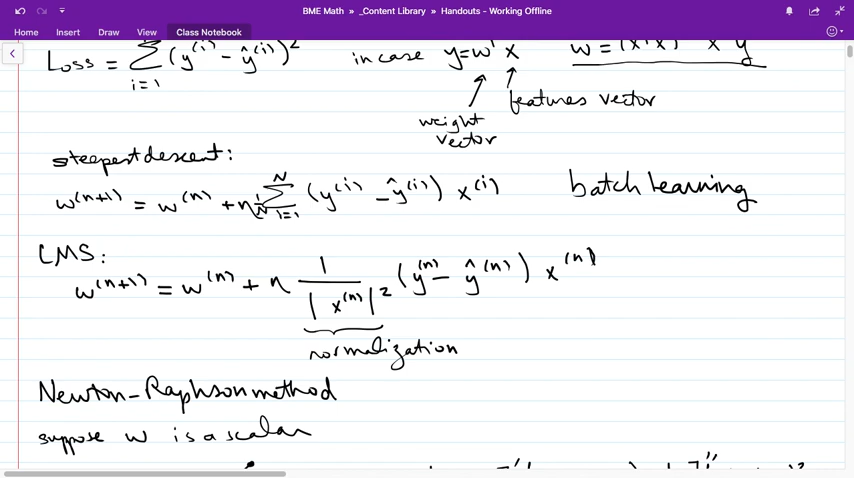 BME Math » _Content Library » Handouts - Working Offline
Home Insert Draw View Class Notebook
Loss = Σ (y^(i) - ŷ^(i))² in case y = wᵀx w = (XᵀX) X y
i=1
weight vector
features vector
steepest descent:
w^(n+1) = w^(n) + η 1/N Σ_{i=1}^{N} (y^(i) - ŷ^(i)) x^(i) batch learning
LMS:
w^(n+1) = w^(n) + η 1/|x^(n)|² (y^(n) - ŷ^(n)) x^(n)
normalization
Newton-Raphson method
suppose w is a scalar